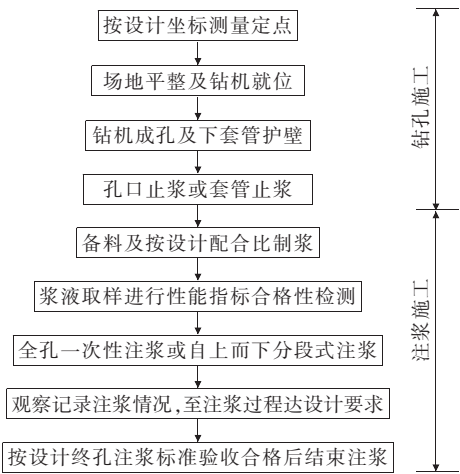 按设计坐标测量定点
场地平整及钻机就位
钻机成孔及下套管护壁
孔口止浆或套管止浆
备料及按设计配合比制浆
浆液取样进行性能指标合格性检测
全孔一次性注浆或自上而下分段式注浆
观察记录注浆情况,至注浆过程达设计要求
按设计终孔注浆标准验收合格后结束注浆
钻孔施工
注浆施工